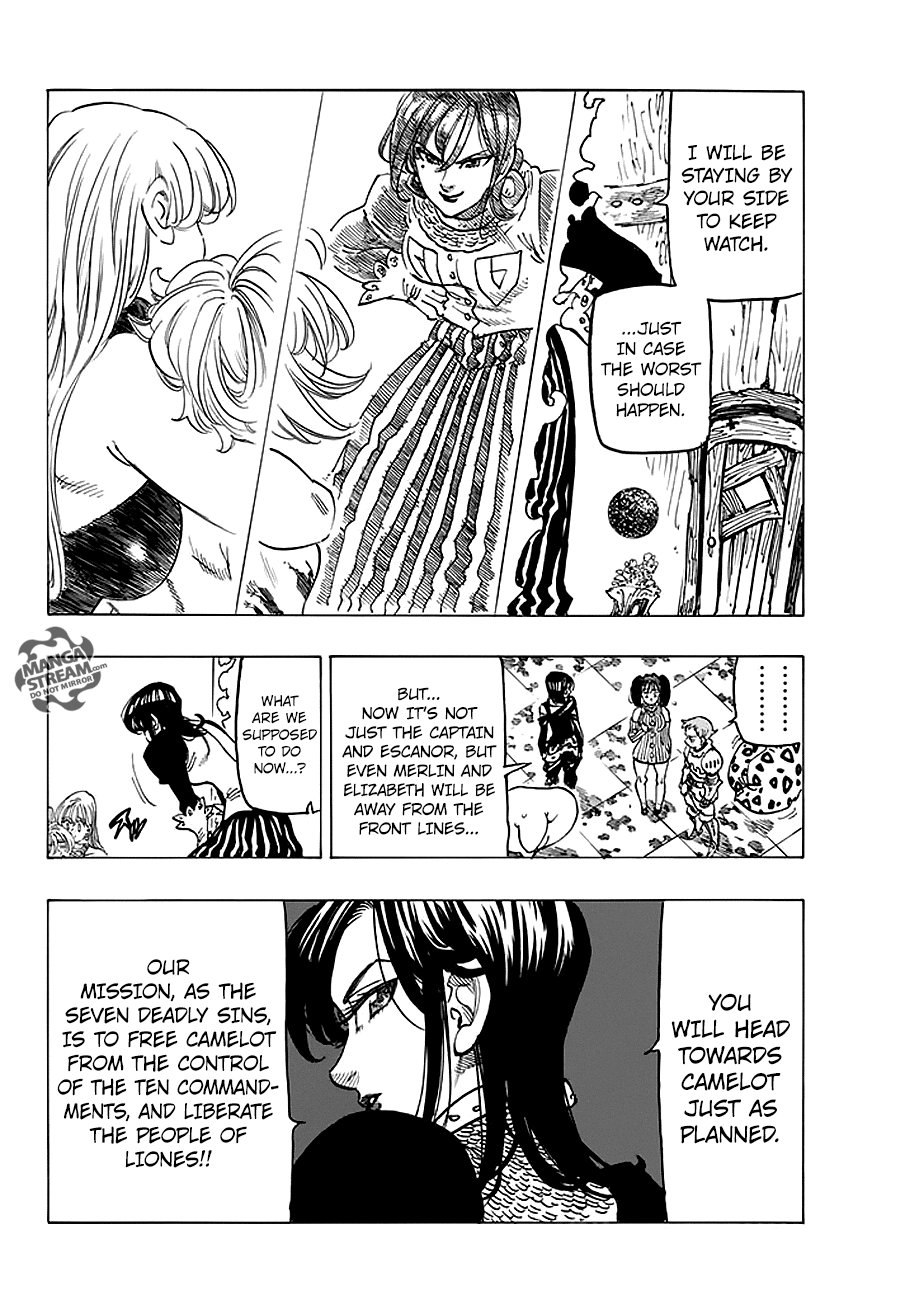 I WILL BE
STAYING BY
YOUR SIDE
TO KEEP
WATCH.
...JUST
IN CASE
THE WORST
SHOULD
HAPPEN.
.......
BUT...
NOW IT'S NOT
JUST THE CAPTAIN
AND ESCANOR, BUT
EVEN MERLIN AND
ELIZABETH WILL BE
AWAY FROM THE
FRONT LINES...
WHAT
ARE WE
SUPPOSED
TO DO
NOW...?
MANGA
STREAM.com
DO NOT MIRROR
YOU
WILL HEAD
TOWARDS
CAMELOT
JUST AS
PLANNED.
OUR
MISSION, AS THE
SEVEN DEADLY SINS,
IS TO FREE CAMELOT
FROM THE CONTROL
OF THE TEN COMMAND-
MENTS, AND LIBERATE
THE PEOPLE OF
LIONES!!